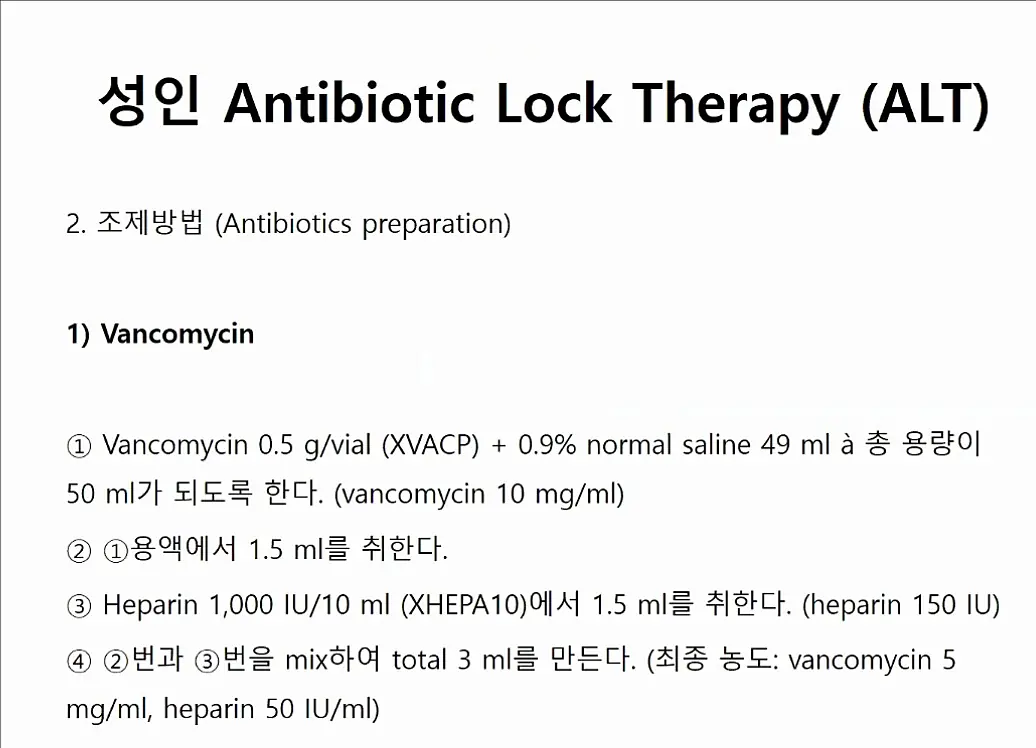 성인 Antibiotic Lock Therapy (ALT)
2. 조제방법 (Antibiotics preparation)
1) Vancomycin
① Vancomycin 0.5 g/vial (XVACP) + 0.9% normal saline 49 ml à 총 용량이
50 ml가 되도록 한다. (vancomycin 10 mg/ml)
② ①용액에서 1.5 ml를 취한다.
③ Heparin 1,000 IU/10 ml (XHEPA10)에서 1.5 ml를 취한다. (heparin 150 IU)
④ ②번과 ③번을 mix하여 total 3 ml를 만든다. (최종 농도: vancomycin 5
mg/ml, heparin 50 IU/ml)